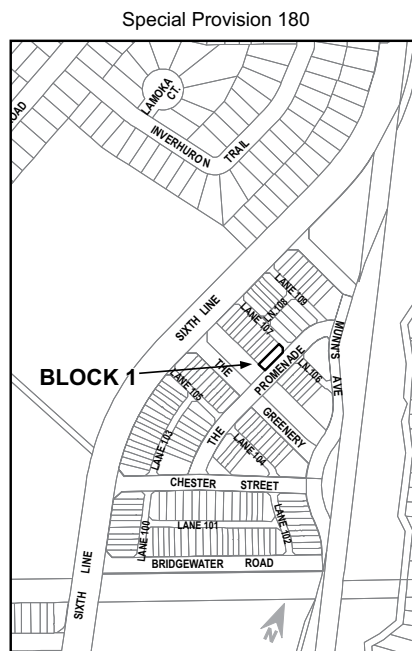 Special Provision 180
LAMOKA
CT.
OAD
INVERHURON TRAIL
SIXTH LINE
LANE 109
LN.108
LANE 107
MUNN'S AVE
THE
PROMENADE
LN.106
BLOCK 1
LANE 105
GREENERY
THE
LANE 103
LANE 104
CHESTER STREET
LANE 100
LANE 101
LANE 102
BRIDGEWATER ROAD
SIXTH LINE
N